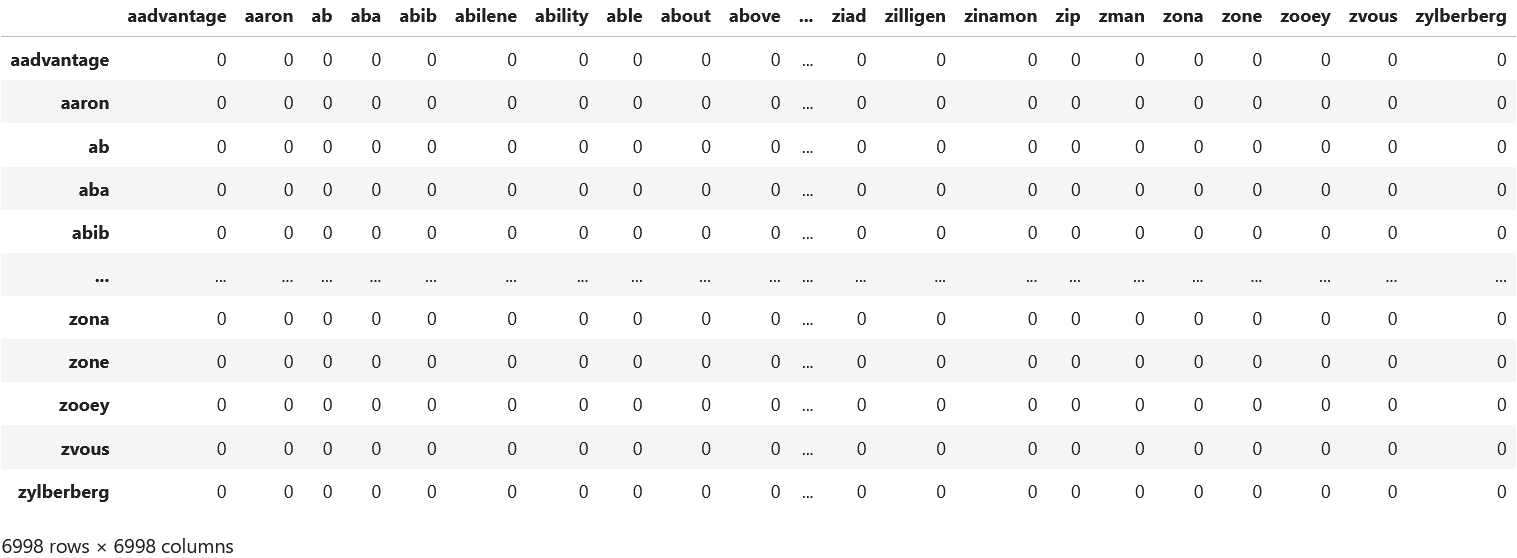 aadvantage aaron ab aba abib abilene ability able about above ... ziad zilligen zinamon zip zman zona zone zooey zvous zylberberg
aadvantage 0 0 0 0 0 0 0 0 0 0 ... 0 0 0 0 0 0 0 0 0 0
aaron 0 0 0 0 0 0 0 0 0 0 ... 0 0 0 0 0 0 0 0 0 0
ab 0 0 0 0 0 0 0 0 0 0 ... 0 0 0 0 0 0 0 0 0 0
aba 0 0 0 0 0 0 0 0 0 0 ... 0 0 0 0 0 0 0 0 0 0
abib 0 0 0 0 0 0 0 0 0 0 ... 0 0 0 0 0 0 0 0 0 0
... ... ... ... ... ... ... ... ... ... ... ... ... ... ... ... ... ... ... ... ... ...
zona 0 0 0 0 0 0 0 0 0 0 ... 0 0 0 0 0 0 0 0 0 0
zone 0 0 0 0 0 0 0 0 0 0 ... 0 0 0 0 0 0 0 0 0 0
zooey 0 0 0 0 0 0 0 0 0 0 ... 0 0 0 0 0 0 0 0 0 0
zvous 0 0 0 0 0 0 0 0 0 0 ... 0 0 0 0 0 0 0 0 0 0
zylberberg 0 0 0 0 0 0 0 0 0 0 ... 0 0 0 0 0 0 0 0 0 0
6998 rows × 6998 columns